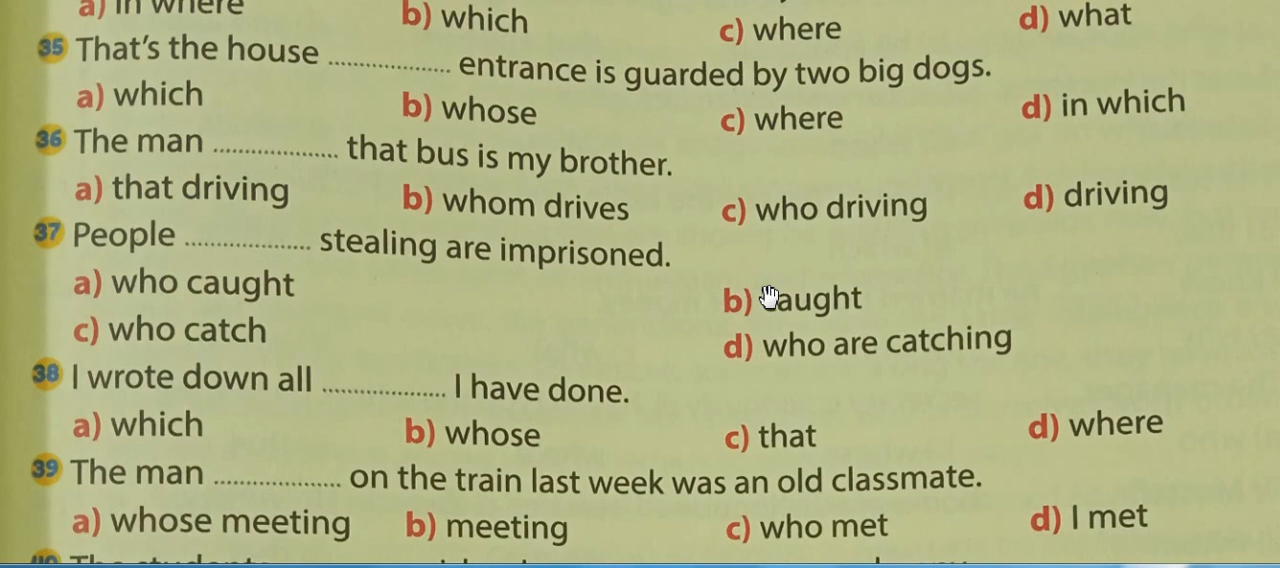 a) in where b) which c) where d) what
35 That's the house .................. entrance is guarded by two big dogs.
a) which b) whose c) where d) in which
36 The man .................. that bus is my brother.
a) that driving b) whom drives c) who driving d) driving
37 People .................. stealing are imprisoned.
a) who caught b) caught
c) who catch d) who are catching
38 I wrote down all .................. I have done.
a) which b) whose c) that d) where
39 The man .................. on the train last week was an old classmate.
a) whose meeting b) meeting c) who met d) I met